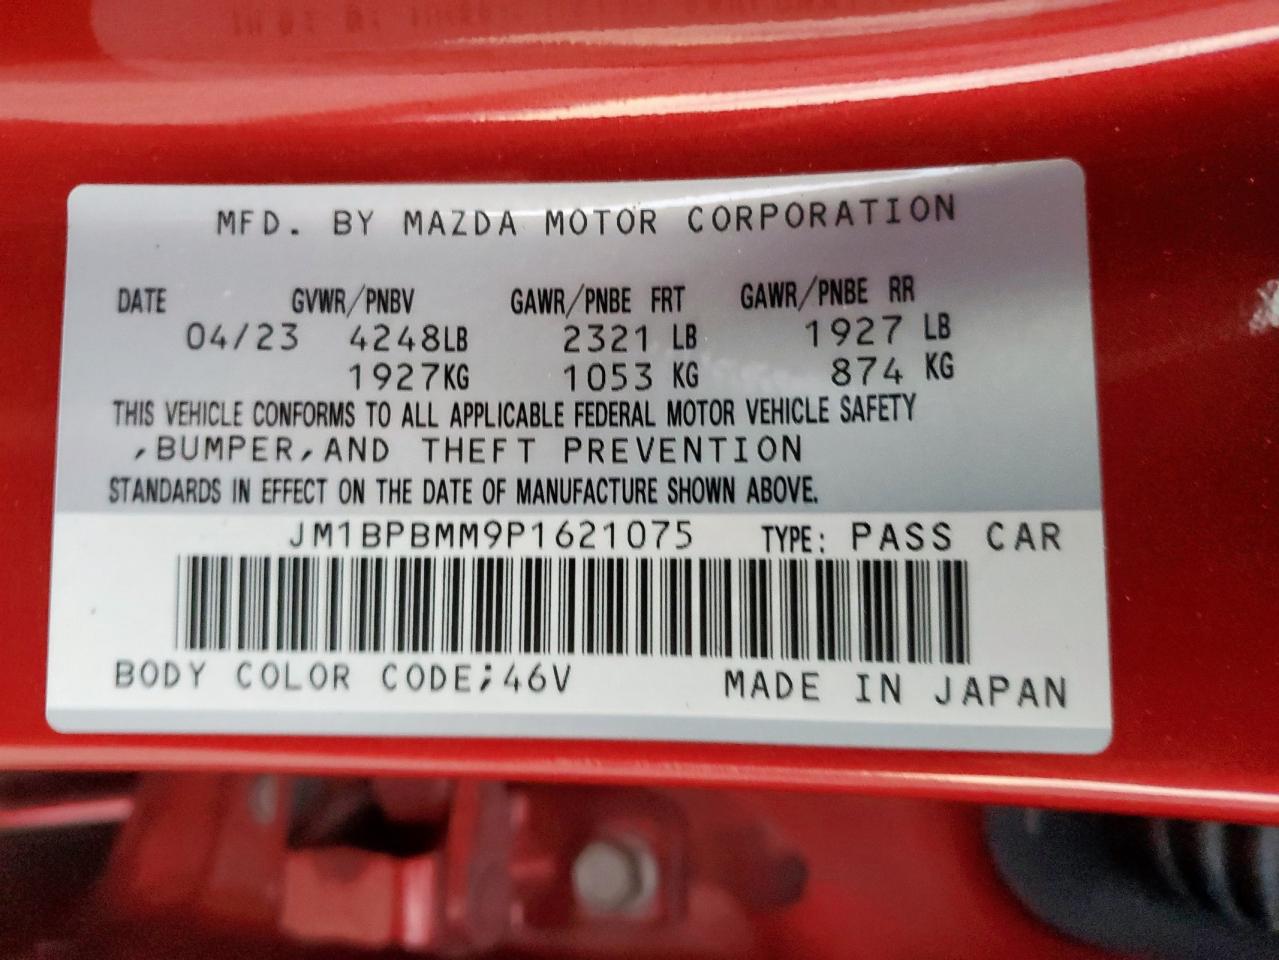 MFD. BY MAZDA MOTOR CORPORATION
DATE GVWR/PNBV GAWR/PNBE FRT GAWR/PNBE RR
04/23 4248LB 2321 LB 1927 LB
1927KG 1053 KG 874 KG
THIS VEHICLE CONFORMS TO ALL APPLICABLE FEDERAL MOTOR VEHICLE SAFETY
,BUMPER,AND THEFT PREVENTION
STANDARDS IN EFFECT ON THE DATE OF MANUFACTURE SHOWN ABOVE.
JM1BPBMM9P1621075 TYPE: PASS CAR
BODY COLOR CODE;46V MADE IN JAPAN